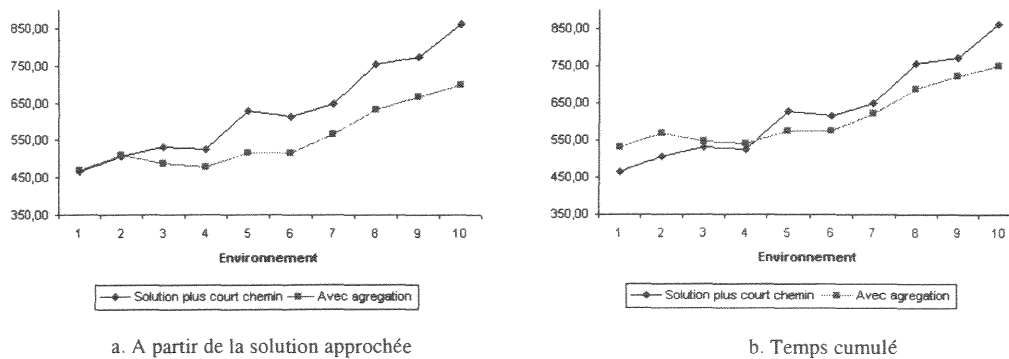 850,00
750,00
650,00
550,00
450,00
350,00
1 2 3 4 5 6 7 8 9 10
Environnement
Solution plus court chemin Avec agregation
a. A partir de la solution approchée
850,00
750,00
650,00
550,00
450,00
350,00
1 2 3 4 5 6 7 8 9 10
Environnement
Solution plus court chemin Avec agregation
b. Temps cumulé